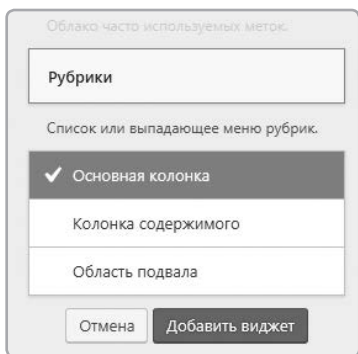 Облако часто используемых меток.
Рубрики
Список или выпадающее меню рубрик.
Основная колонка
Колонка содержимого
Область подвала
Отмена Добавить виджет